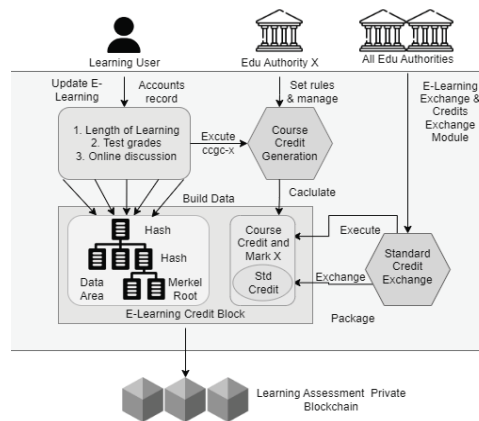 Learning User
Edu Authority X
All Edu Authorities
Update E-
Learning
Accounts
record
Set rules
& manage
E-Learning
Exchange &
Credits
Exchange
Module
1. Length of Learning
2. Test grades
3. Online discussion
Excute
ccgc-x
Course
Credit
Generation
Build Data
Caclulate
Hash
Hash
Data
Area
Merkel
Root
Course
Credit and
Mark X
Std
Credit
Execute
Exchange
Standard
Credit
Exchange
E-Learning Credit Block
Package
Learning Assessment Private
Blockchain